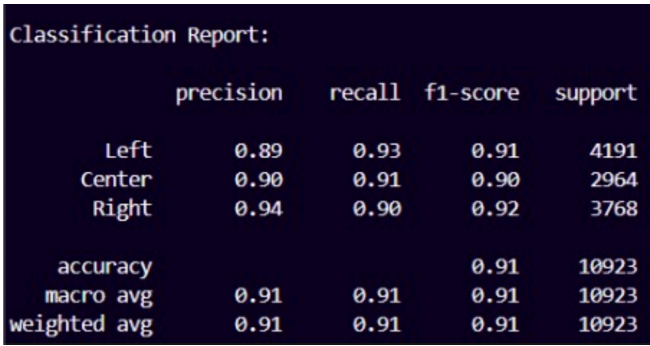 Classification Report:
precision recall f1-score support
Left 0.89 0.93 0.91 4191
Center 0.90 0.91 0.90 2964
Right 0.94 0.90 0.92 3768
accuracy 0.91 10923
macro avg 0.91 0.91 0.91 10923
weighted avg 0.91 0.91 0.91 10923